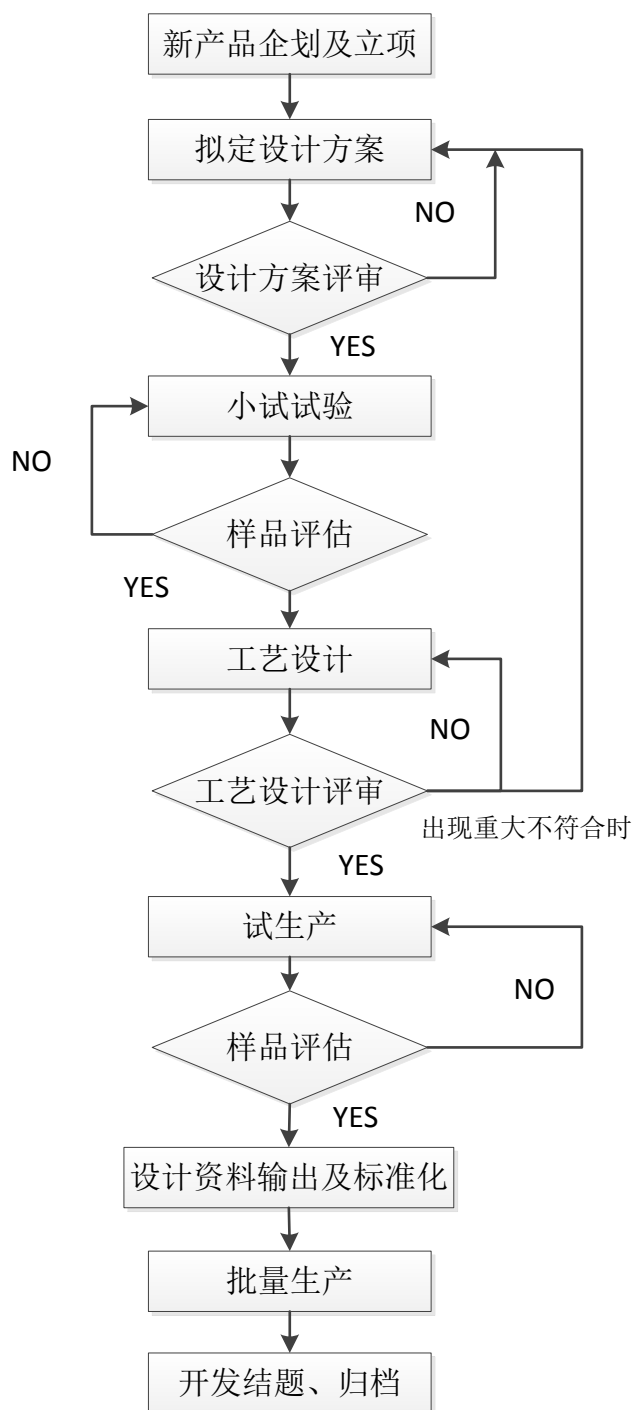 新产品企划及立项
拟定设计方案
NO
设计方案评审
YES
小试试验
NO
样品评估
YES
工艺设计
NO
工艺设计评审
出现重大不符合时
YES
试生产
NO
样品评估
YES
设计资料输出及标准化
批量生产
开发结题、归档